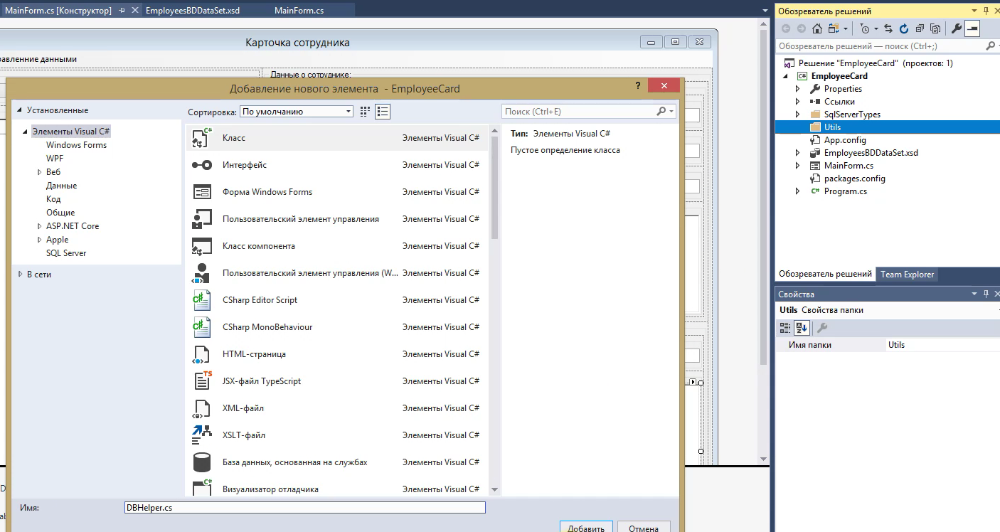 MainForm.cs [Конструктор]
EmployeesBDDataSet.xsd
MainForm.cs
Карточка сотрудника
данными
Данные о сотруднике:
Добавление нового элемента - EmployeeCard
?
Установленные
Элементы Visual C#
Windows Forms
WPF
Веб
Данные
Код
Общие
ASP.NET Core
Apple
SQL Server
В сети
Сортировка: По умолчанию
Поиск (Ctrl+E)
Класс Элементы Visual C#
Интерфейс Элементы Visual C#
Форма Windows Forms Элементы Visual C#
Пользовательский элемент управления Элементы Visual C#
Класс компонента Элементы Visual C#
Пользовательский элемент управления (W... Элементы Visual C#
CSharp Editor Script Элементы Visual C#
CSharp MonoBehaviour Элементы Visual C#
HTML-страница Элементы Visual C#
JSX-файл TypeScript Элементы Visual C#
XML-файл Элементы Visual C#
XSLT-файл Элементы Visual C#
База данных, основанная на службах Элементы Visual C#
Визуализатор отладчика Элементы Visual C#
Тип: Элементы Visual C#
Пустое определение класса
Имя: DBHelper.cs
Добавить
Отмена
Обозреватель решений
Обозреватель решений — поиск (Ctrl+;)
Решение "EmployeeCard" (проектов: 1)
C# EmployeeCard
Properties
Ссылки
SqlServerTypes
Utils
App.config
EmployeesBDDataSet.xsd
MainForm.cs
packages.config
C# Program.cs
Обозреватель решений
Team Explorer
Свойства
Utils Свойства папки
Имя папки Utils